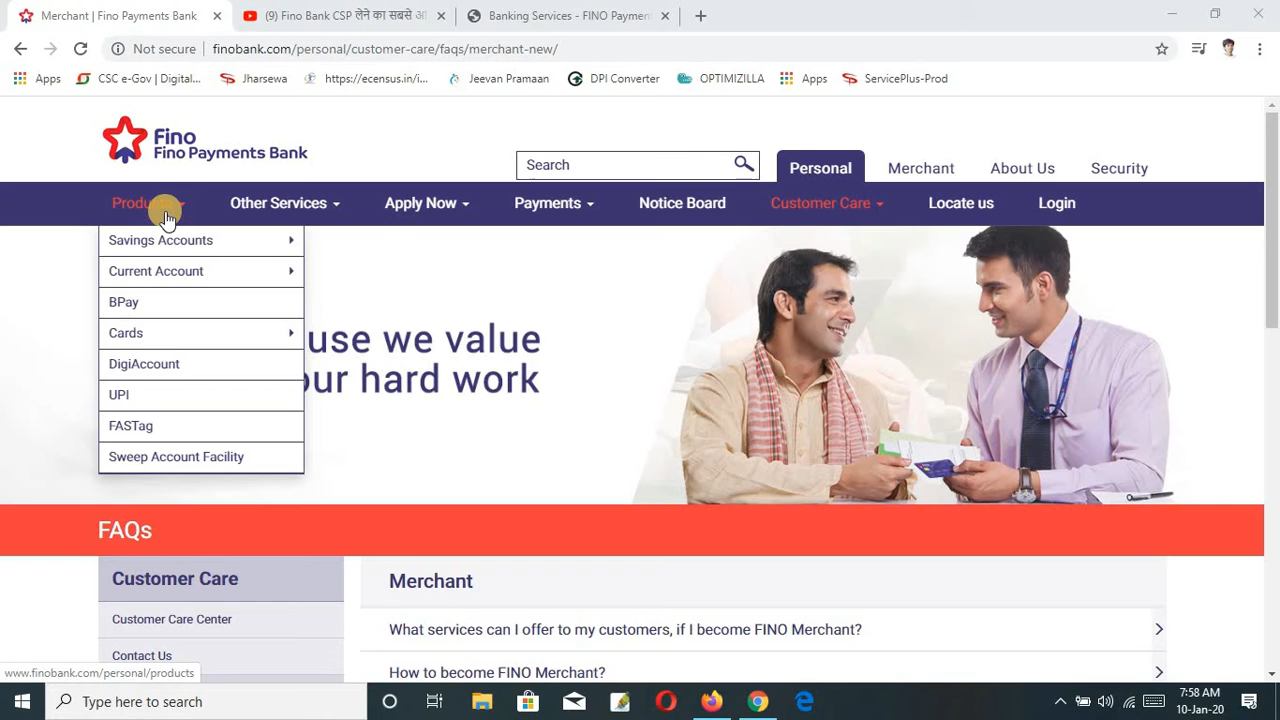 Merchant | Fino Payments Bank
(9) Fino Bank CSP लेने का सबसे अ
Banking Services - FINO Paymen
Not secure
finobank.com/personal/customer-care/faqs/merchant-new/
Apps
CSC e-Gov | Digital...
Jharsewa
https://ecensus.in/i...
Jeevan Pramaan
DPI Converter
OPTIMIZILLA
Apps
ServicePlus-Prod
Fino
Fino Payments Bank
Search
Personal
Merchant
About Us
Security
Other Services
Apply Now
Payments
Notice Board
Customer Care
Locate us
Login
Savings Accounts
Current Account
BPay
Cards
DigiAccount
UPI
FASTag
Sweep Account Facility
use we value
our hard work
FAQs
Customer Care
Customer Care Center
Contact Us
Merchant
What services can I offer to my customers, if I become FINO Merchant?
How to become FINO Merchant?
www.finobank.com/personal/products
Type here to search
7:58 AM
10-Jan-20